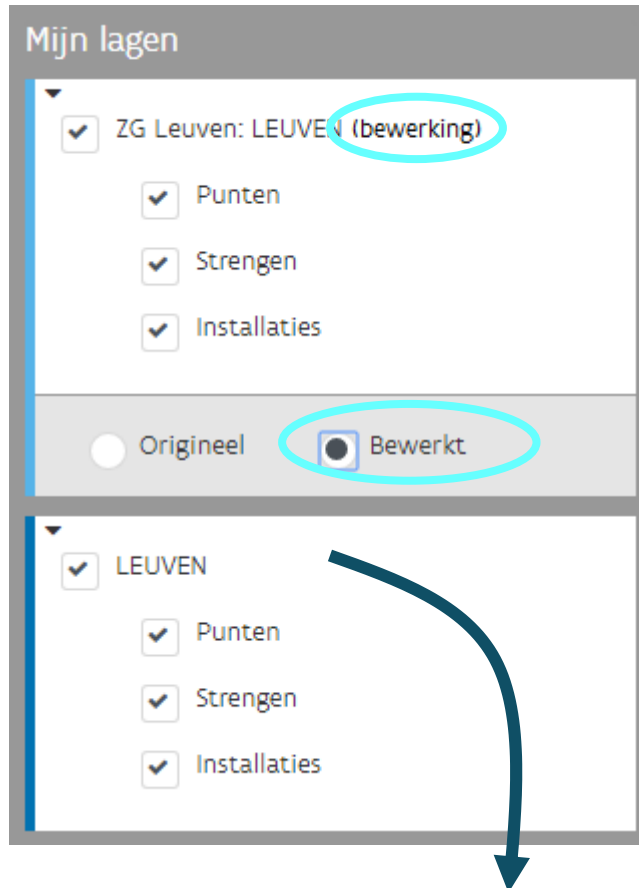 Mijn lagen
ZG Leuven: LEUVEN (bewerking)
Punten
Strengen
Installaties
Origineel Bewerkt
LEUVEN
Punten
Strengen
Installaties